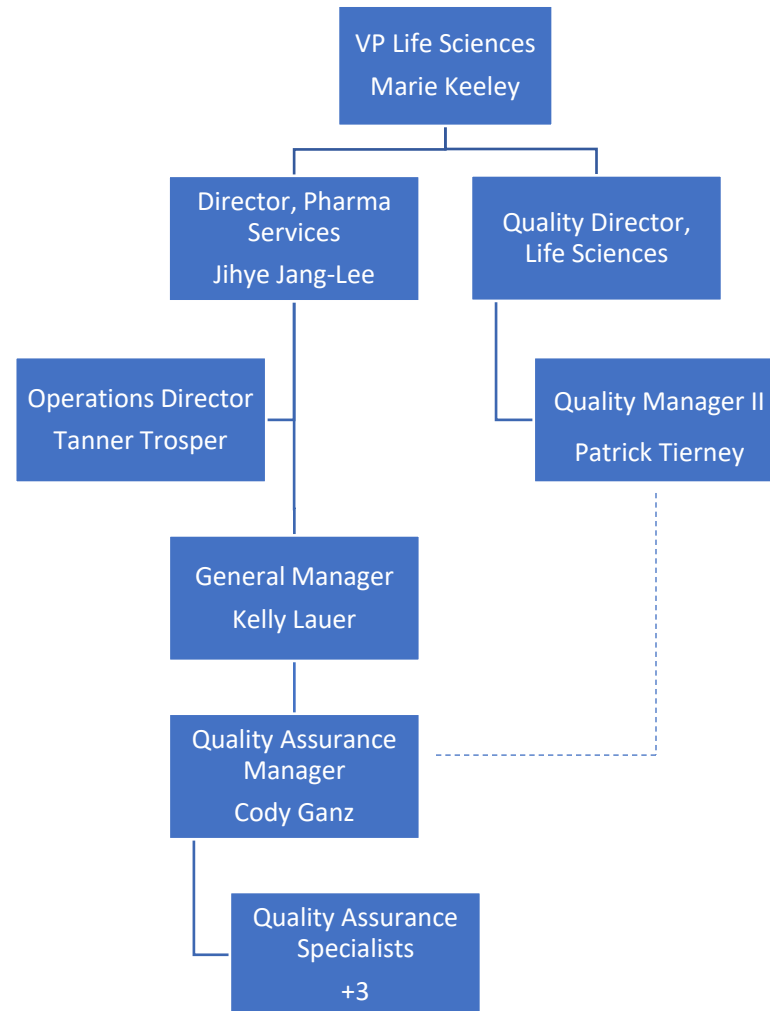 VP Life Sciences
Marie Keeley
Director, Pharma
Services
Jihye Jang-Lee
Quality Director,
Life Sciences
Operations Director
Tanner Trosper
Quality Manager II
Patrick Tierney
General Manager
Kelly Lauer
Quality Assurance
Manager
Cody Ganz
Quality Assurance
Specialists
+3